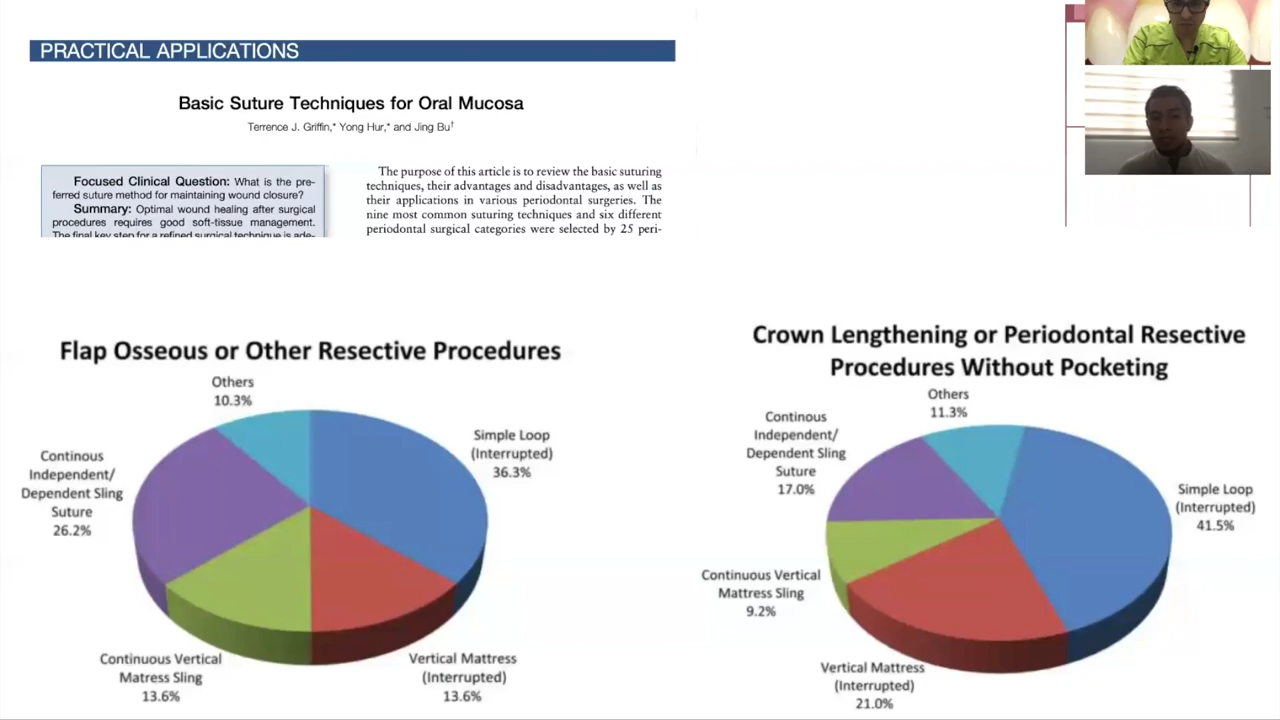 PRACTICAL APPLICATIONS
Basic Suture Techniques for Oral Mucosa
Terrence J. Griffin,* Yong Hur,* and Jing Bu†
Focused Clinical Question: What is the pre-
ferred suture method for maintaining wound closure?
Summary: Optimal wound healing after surgical
procedures requires good soft-tissue management.
The final key step for a refined surgical technique is ade-
The purpose of this article is to review the basic suturing
techniques, their advantages and disadvantages, as well as
their applications in various periodontal surgeries. The
nine most common suturing techniques and six different
periodontal surgical categories were selected by 25 peri-
Flap Osseous or Other Resective Procedures
Others
10.3%
Simple Loop
(Interrupted)
36.3%
Continous
Independent/
Dependent Sling
Suture
26.2%
Continuous Vertical
Matress Sling
13.6%
Vertical Mattress
(Interrupted)
13.6%
Crown Lengthening or Periodontal Resective
Procedures Without Pocketing
Others
11.3%
Continous
Independent/
Dependent Sling
Suture
17.0%
Simple Loop
(Interrupted)
41.5%
Continuous Vertical
Mattress Sling
9.2%
Vertical Mattress
(Interrupted)
21.0%